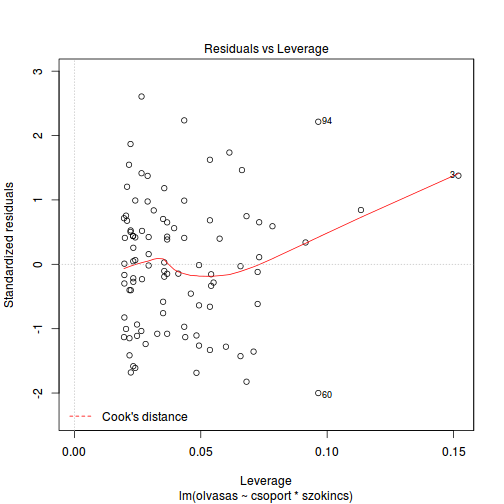 Residuals vs Leverage
Standardized residuals
3
2
1
0
-1
-2
94
3
60
Cook's distance
0.00
0.05
0.10
0.15
Leverage
lm(olvasas ~ csoport * szokincs)